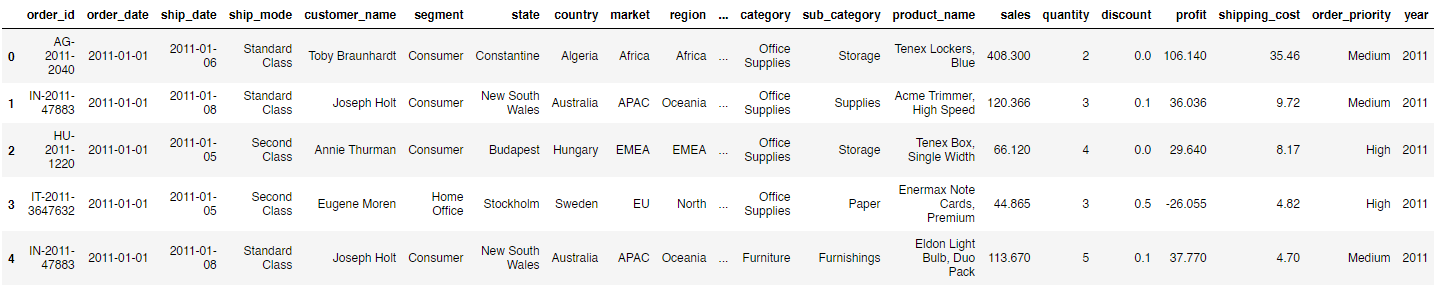 order_id order_date ship_date ship_mode customer_name segment state country market region ... category sub_category product_name sales quantity discount profit shipping_cost order_priority year
0 AG-2011-2040 2011-01-01 2011-01-06 Standard Class Toby Braunhardt Consumer Constantine Algeria Africa Africa ... Office Supplies Storage Tenex Lockers, Blue 408.300 2 0.0 106.140 35.46 Medium 2011
1 IN-2011-47883 2011-01-01 2011-01-08 Standard Class Joseph Holt Consumer New South Wales Australia APAC Oceania ... Office Supplies Supplies Acme Trimmer, High Speed 120.366 3 0.1 36.036 9.72 Medium 2011
2 HU-2011-1220 2011-01-01 2011-01-05 Second Class Annie Thurman Consumer Budapest Hungary EMEA EMEA ... Office Supplies Storage Tenex Box, Single Width 66.120 4 0.0 29.640 8.17 High 2011
3 IT-2011-3647632 2011-01-01 2011-01-05 Second Class Eugene Moren Home Office Stockholm Sweden EU North ... Office Supplies Paper Enermax Note Cards, Premium 44.865 3 0.5 -26.055 4.82 High 2011
4 IN-2011-47883 2011-01-01 2011-01-08 Standard Class Joseph Holt Consumer New South Wales Australia APAC Oceania ... Furniture Furnishings Eldon Light Bulb, Duo Pack 113.670 5 0.1 37.770 4.70 Medium 2011